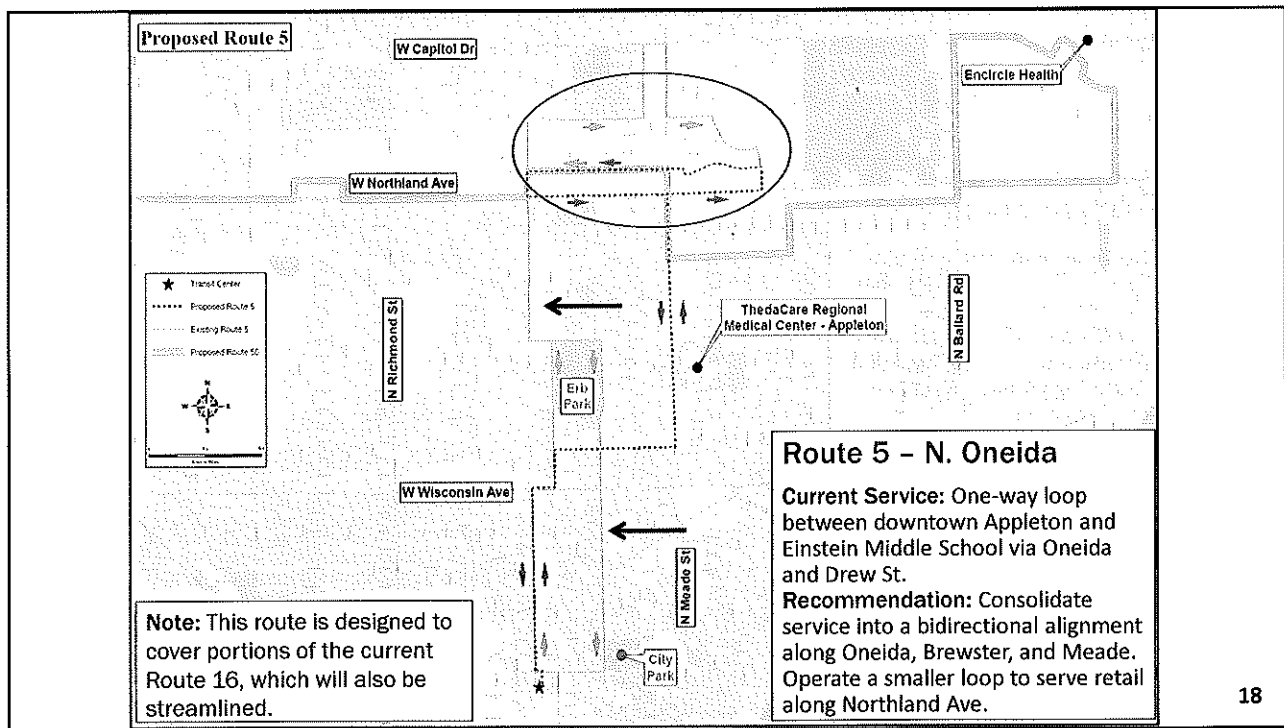 Proposed Route 5
W Capitol Dr
Encircle Health
W Northland Ave
Transit Center
Proposed Route 5
Existing Route 5
N
W
E
S
N Richmond St
ThedaCare Regional
Medical Center - Appleton
N Ballard Rd
Erb
Park
W Wisconsin Ave
N Meade St
City
Park
Note: This route is designed to
cover portions of the current
Route 16, which will also be
streamlined.
Route 5 – N. Oneida
Current Service: One-way loop
between downtown Appleton and
Einstein Middle School via Oneida
and Drew St.
Recommendation: Consolidate
service into a bidirectional alignment
along Oneida, Brewster, and Meade.
Operate a smaller loop to serve retail
along Northland Ave.
18